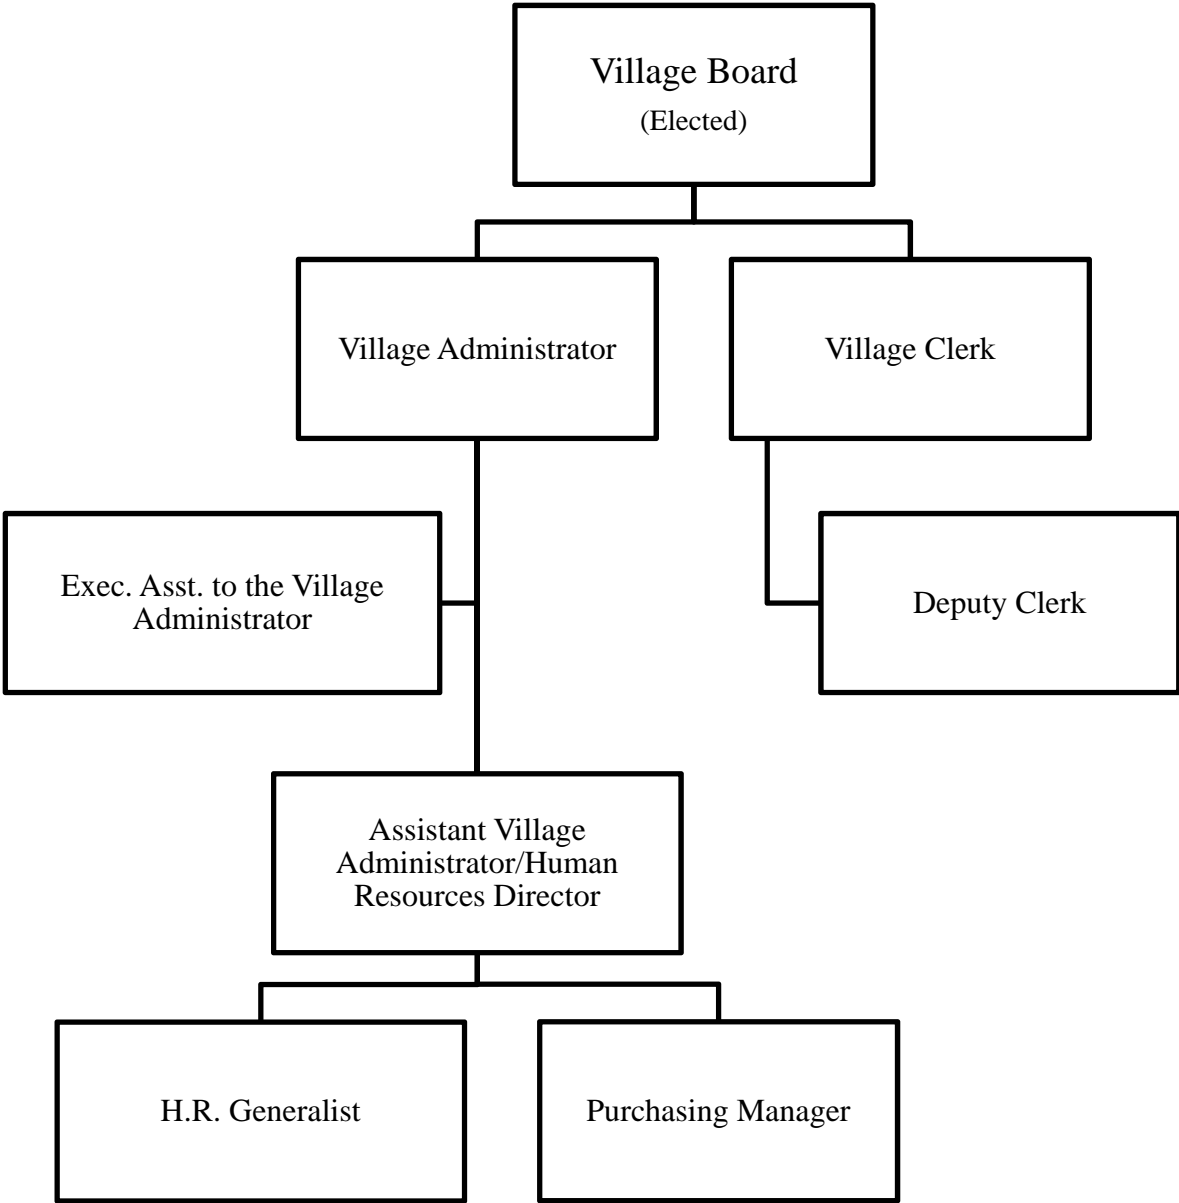 Village Board
(Elected)
Village Administrator
Village Clerk
Exec. Asst. to the Village
Administrator
Deputy Clerk
Assistant Village
Administrator/Human
Resources Director
H.R. Generalist
Purchasing Manager